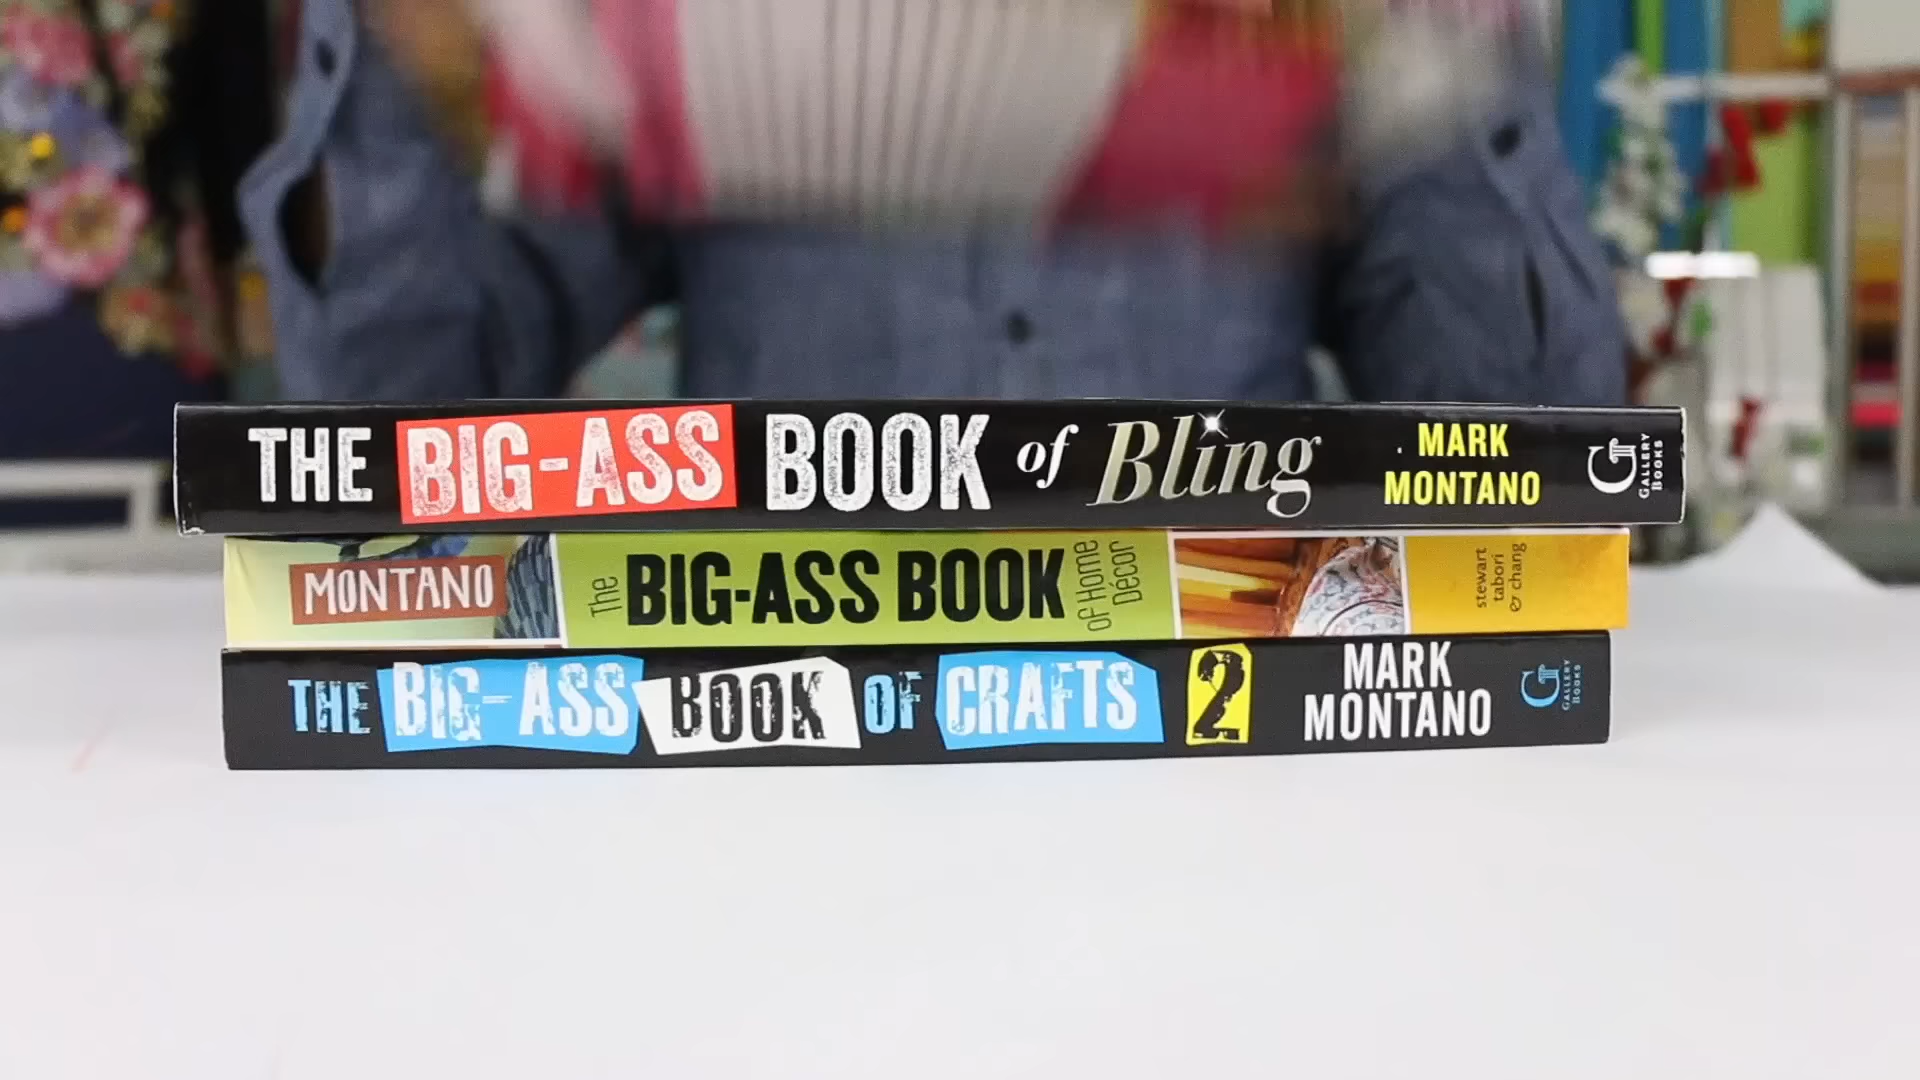 THE BIG-ASS BOOK of Bling MARK MONTANO G GALLERY BOOKS
MONTANO The BIG-ASS BOOK of Home Décor stewart tabori & chang
THE BIG-ASS BOOK OF CRAFTS 2 MARK MONTANO G GALLERY BOOKS